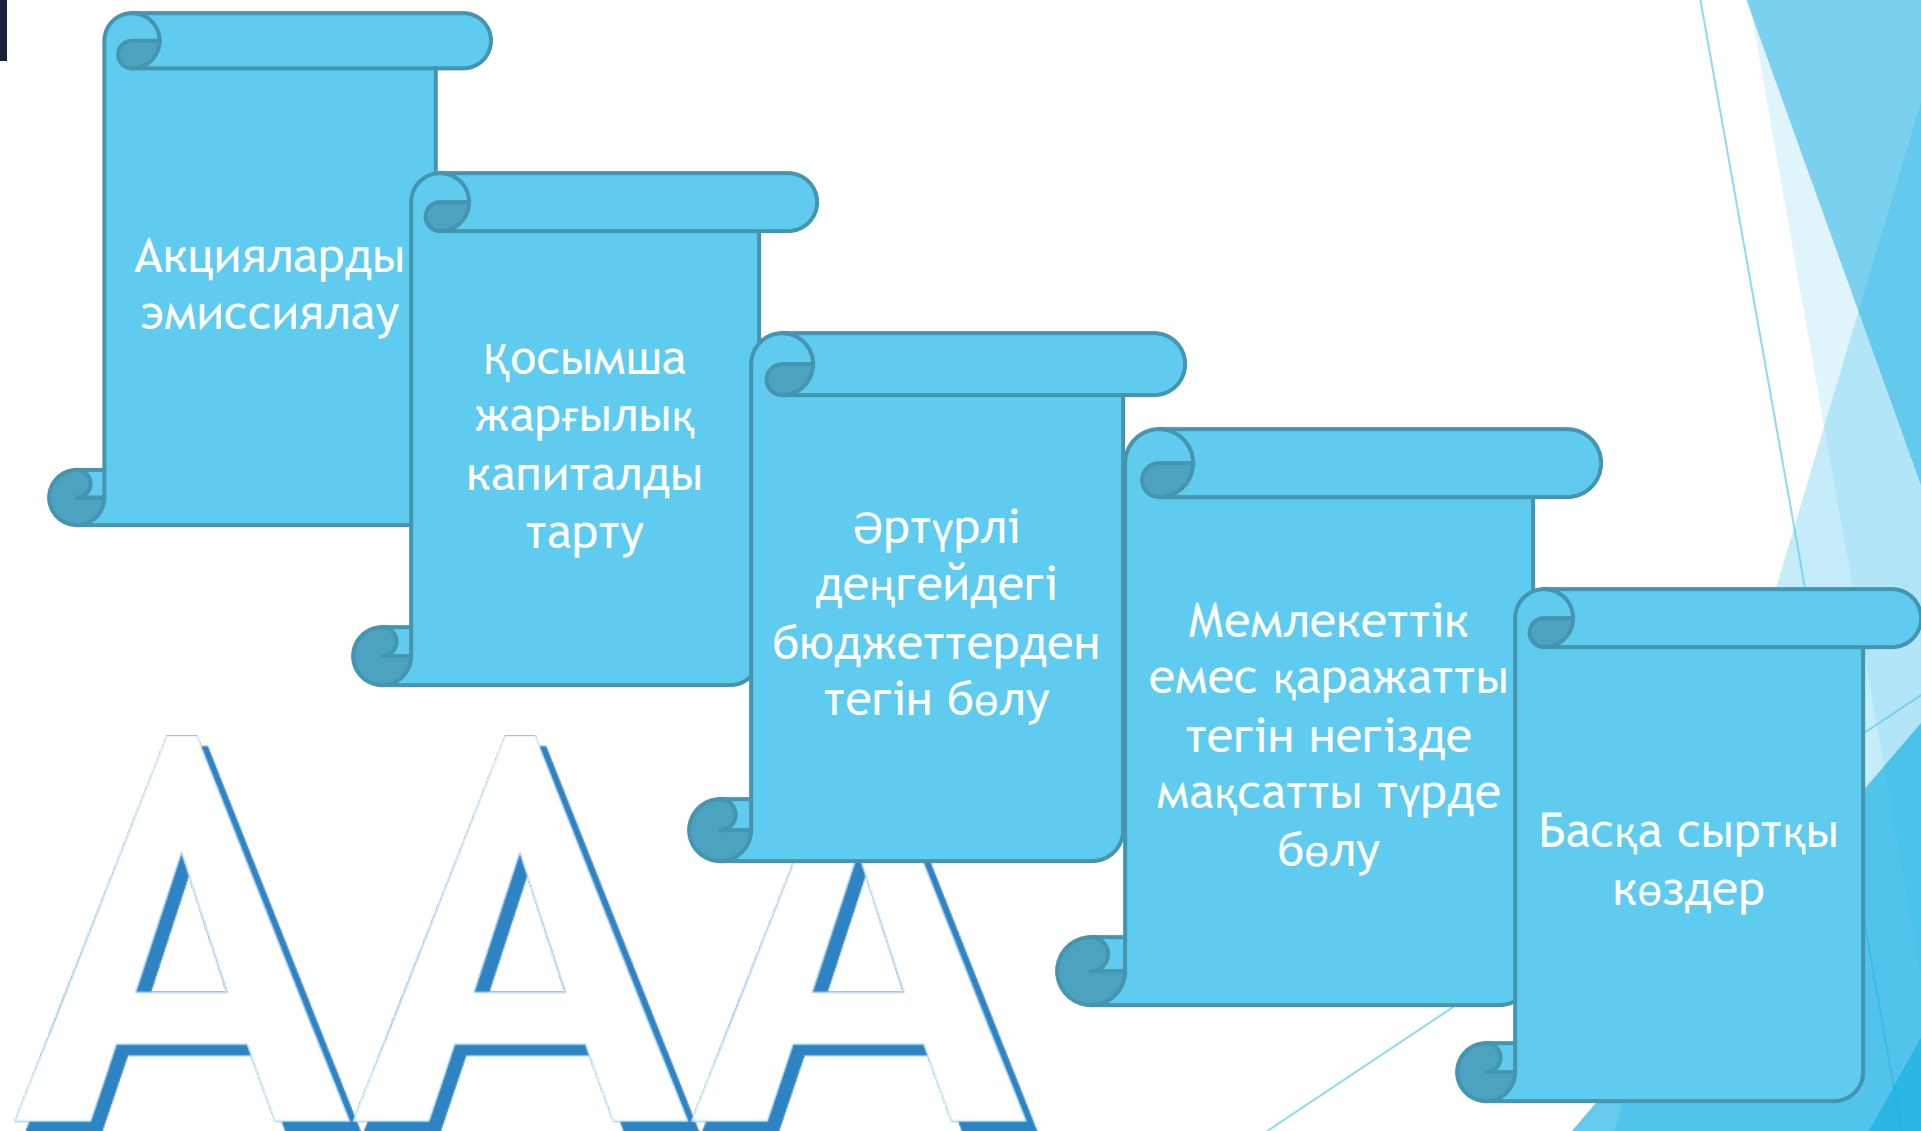 Акцияларды
эмиссиялау
Қосымша
жарғылық
капиталды
тарту
Әртүрлі
деңгейдегі
бюджеттерден
тегін бөлу
Мемлекеттік
емес қаражатты
тегін негізде
мақсатты түрде
бөлу
Басқа сыртқы
көздер
ААА